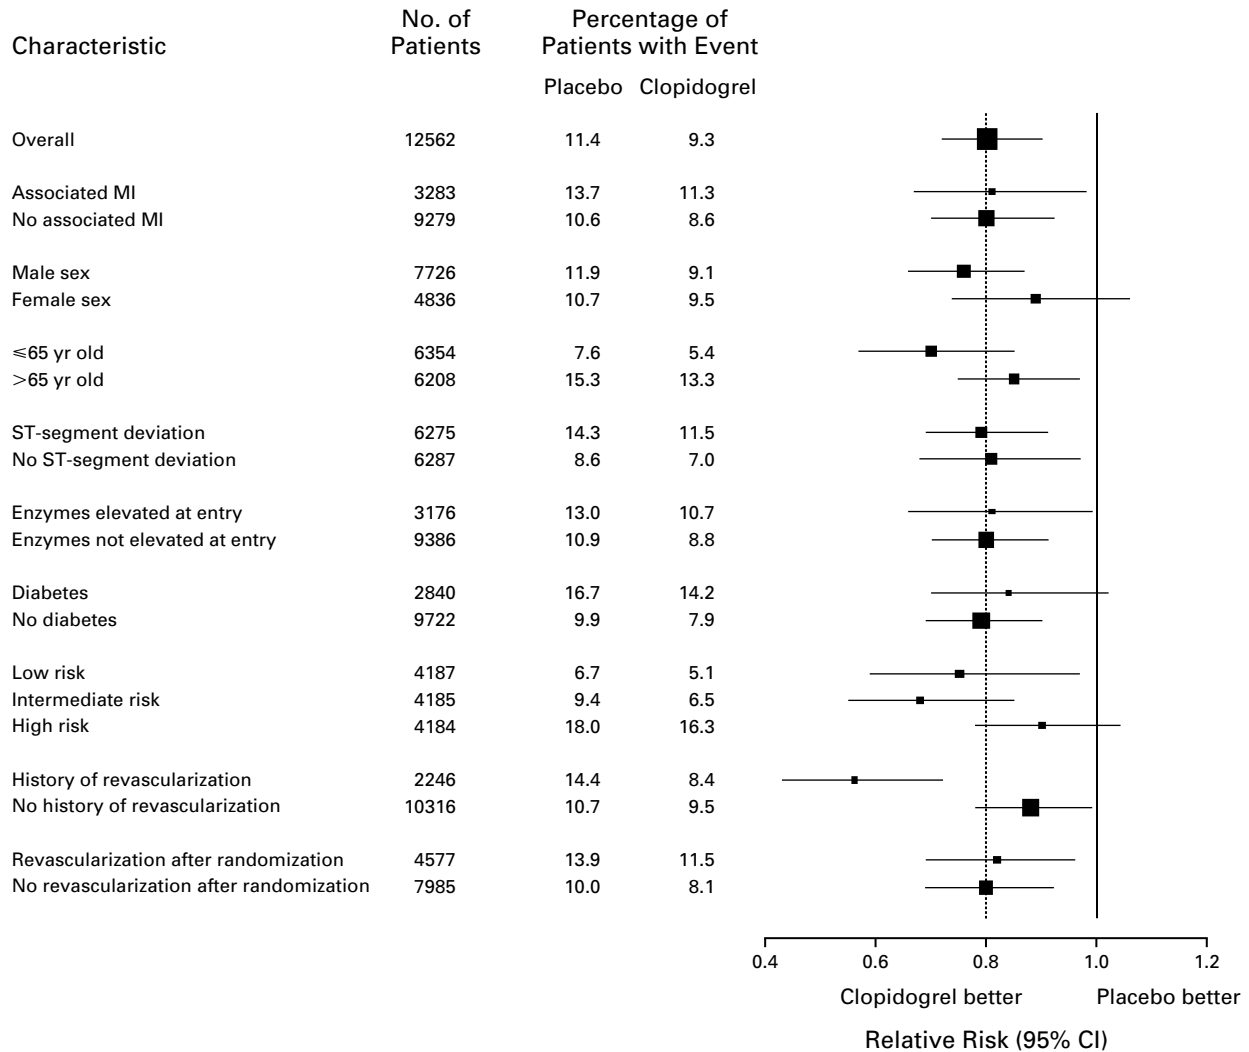 No. of Percentage of
Characteristic Patients Patients with Event
Placebo Clopidogrel
Overall 12562 11.4 9.3
Associated MI 3283 13.7 11.3
No associated MI 9279 10.6 8.6
Male sex 7726 11.9 9.1
Female sex 4836 10.7 9.5
⩽65 yr old 6354 7.6 5.4
>65 yr old 6208 15.3 13.3
ST-segment deviation 6275 14.3 11.5
No ST-segment deviation 6287 8.6 7.0
Enzymes elevated at entry 3176 13.0 10.7
Enzymes not elevated at entry 9386 10.9 8.8
Diabetes 2840 16.7 14.2
No diabetes 9722 9.9 7.9
Low risk 4187 6.7 5.1
Intermediate risk 4185 9.4 6.5
High risk 4184 18.0 16.3
History of revascularization 2246 14.4 8.4
No history of revascularization 10316 10.7 9.5
Revascularization after randomization 4577 13.9 11.5
No revascularization after randomization 7985 10.0 8.1
0.4 0.6 0.8 1.0 1.2
Clopidogrel better Placebo better
Relative Risk (95% CI)